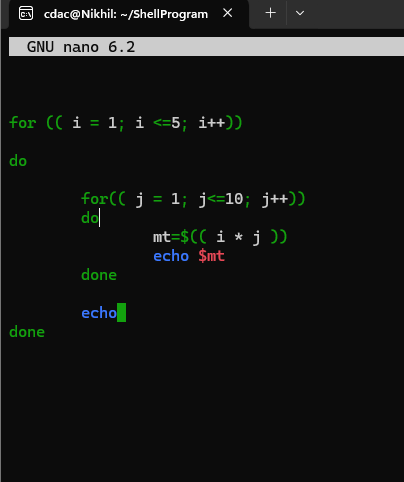 cdac@Nikhil: ~/ShellProgram
GNU nano 6.2
for (( i = 1; i <=5; i++))
do
for(( j = 1; j<=10; j++))
do
mt=$(( i * j ))
echo $mt
done
echo
done